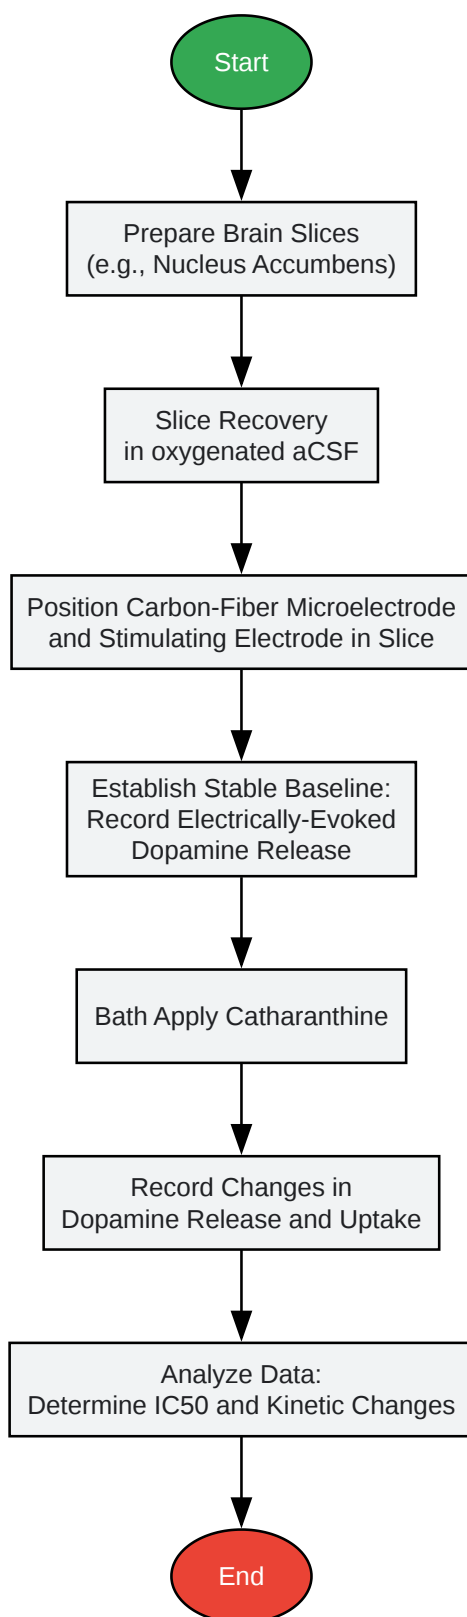 Start
Prepare Brain Slices
(e.g., Nucleus Accumbens)
Slice Recovery
in oxygenated aCSF
Position Carbon-Fiber Microelectrode
and Stimulating Electrode in Slice
Establish Stable Baseline:
Record Electrically-Evoked
Dopamine Release
Bath Apply Catharanthine
Record Changes in
Dopamine Release and Uptake
Analyze Data:
Determine IC50 and Kinetic Changes
End